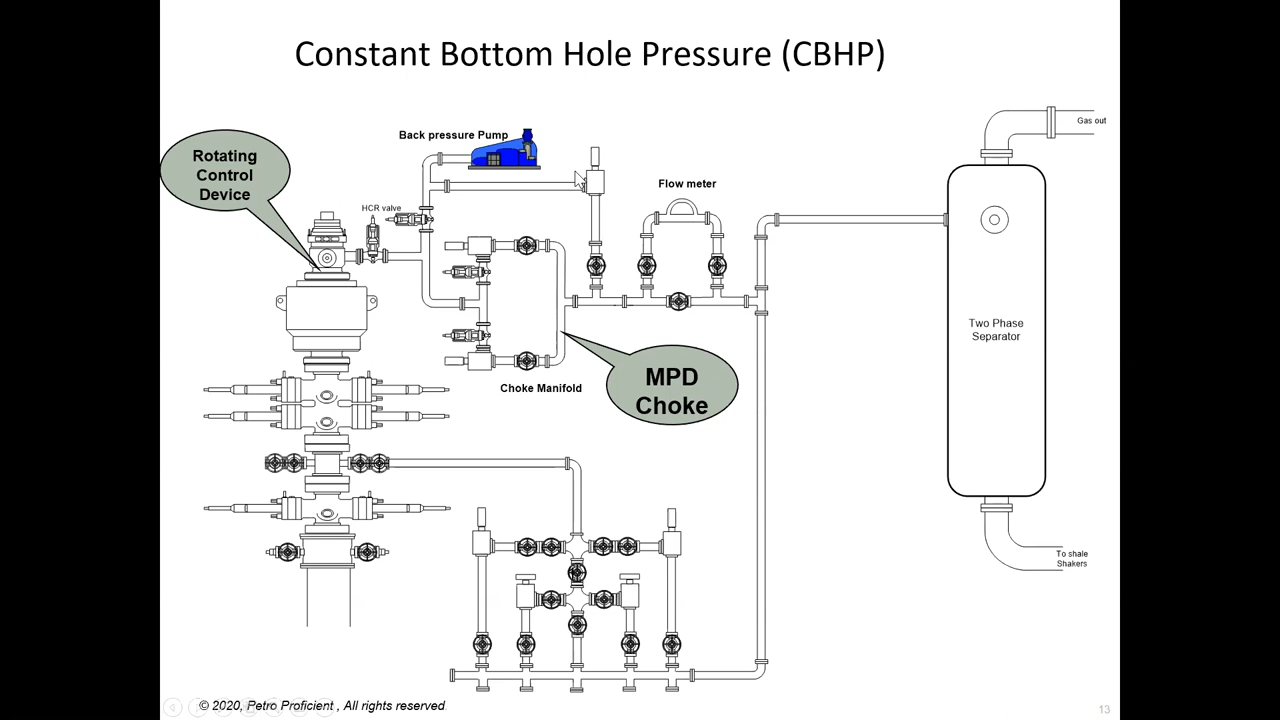 Constant Bottom Hole Pressure (CBHP)
Back pressure Pump
Gas out
Rotating
Control
Device
Flow meter
HCR valve
Two Phase
Separator
MPD
Choke
Choke Manifold
To shale
Shakers
© 2020, Petro Proficient , All rights reserved
13